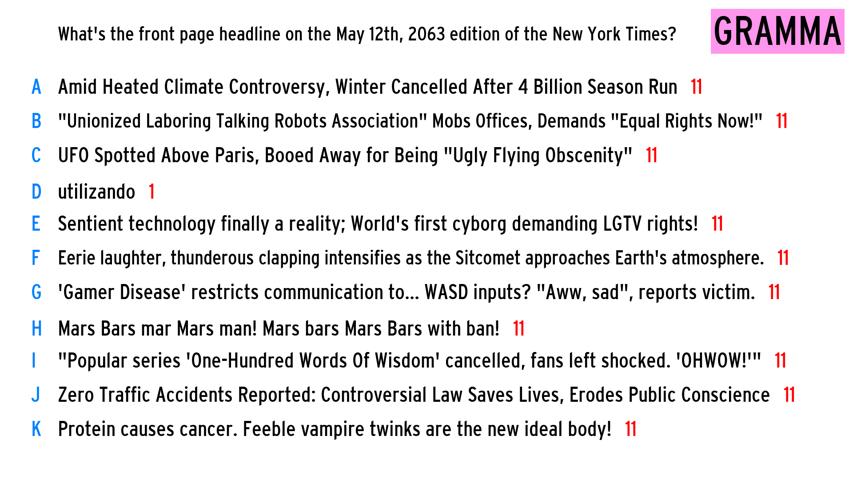 What's the front page headline on the May 12th, 2063 edition of the New York Times?
GRAMMA
A Amid Heated Climate Controversy, Winter Cancelled After 4 Billion Season Run 11
B "Unionized Laboring Talking Robots Association" Mobs Offices, Demands "Equal Rights Now!" 11
C UFO Spotted Above Paris, Booed Away for Being "Ugly Flying Obscenity" 11
D utilizando 1
E Sentient technology finally a reality; World's first cyborg demanding LGTV rights! 11
F Eerie laughter, thunderous clapping intensifies as the Sitcomet approaches Earth's atmosphere. 11
G 'Gamer Disease' restricts communication to... WASD inputs? "Aww, sad", reports victim. 11
H Mars Bars mar Mars man! Mars bars Mars Bars with ban! 11
I "Popular series 'One-Hundred Words Of Wisdom' cancelled, fans left shocked. 'OHWOW!'" 11
J Zero Traffic Accidents Reported: Controversial Law Saves Lives, Erodes Public Conscience 11
K Protein causes cancer. Feeble vampire twinks are the new ideal body! 11